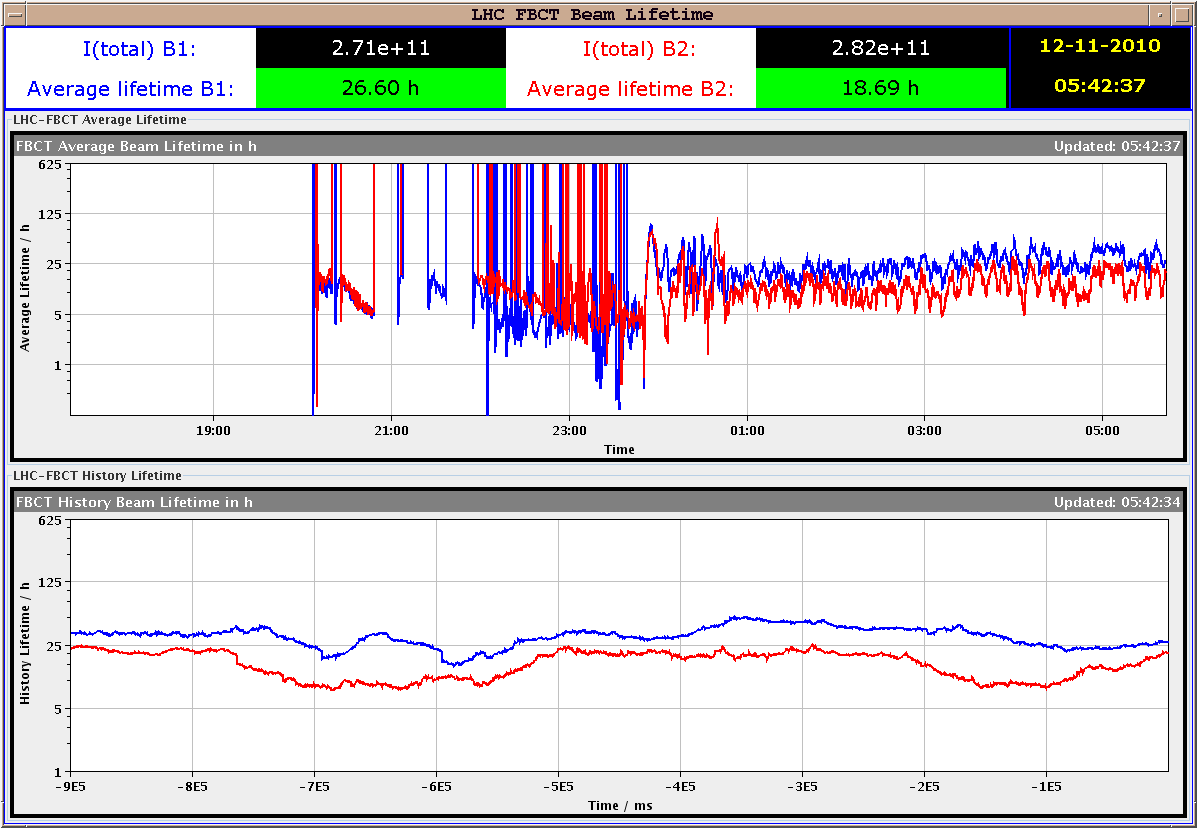 LHC FBCT Beam Lifetime
I(total) B1: 2.71e+11 I(total) B2: 2.82e+11 12-11-2010
Average lifetime B1: 26.60 h Average lifetime B2: 18.69 h 05:42:37
LHC-FBCT Average Lifetime
FBCT Average Beam Lifetime in h Updated: 05:42:37
625
125
25
5
1
Average Lifetime / h
19:00 21:00 23:00 01:00 03:00 05:00
Time
LHC-FBCT History Lifetime
FBCT History Beam Lifetime in h Updated: 05:42:34
625
125
25
5
1
History Lifetime / h
-9E5 -8E5 -7E5 -6E5 -5E5 -4E5 -3E5 -2E5 -1E5
Time / ms